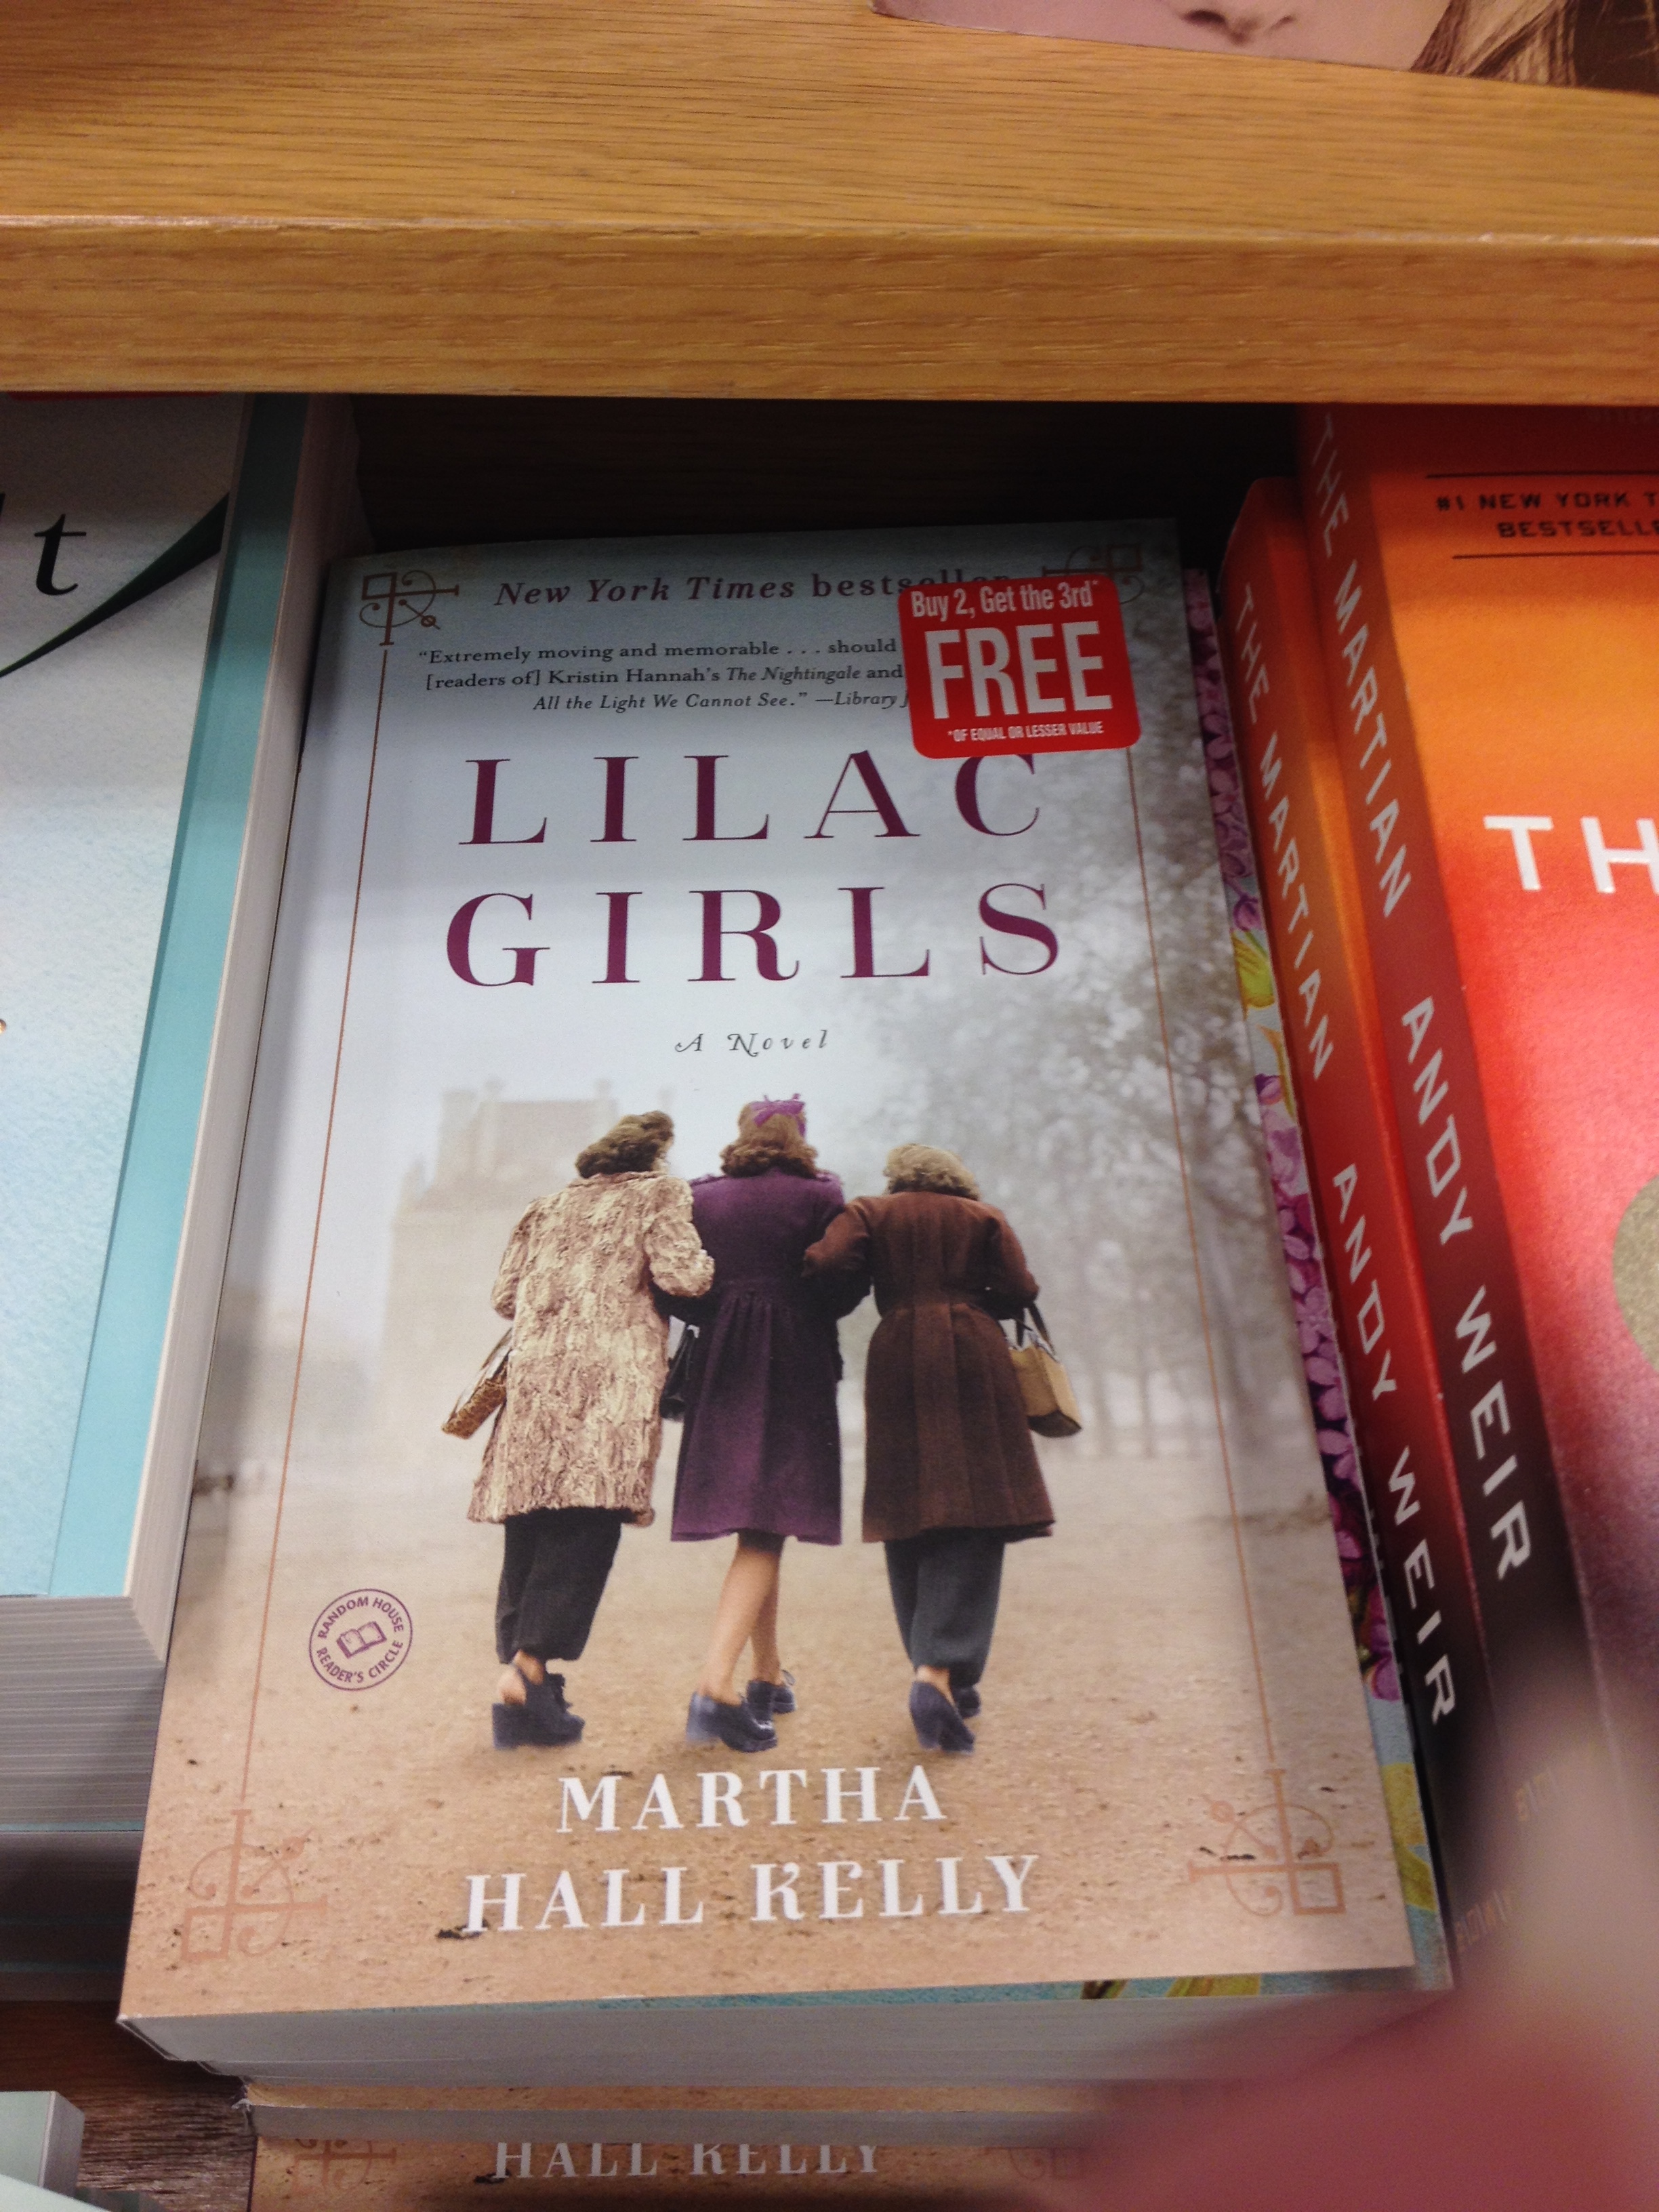 t
New York Times bestseller
"Extremely moving and memorable . . . should
[readers of] Kristin Hannah's The Nightingale and
All the Light We Cannot See." —Library
Buy 2, Get the 3rd*
FREE
*OF EQUAL OR LESSER VALUE
LILAC
GIRLS
A Novel
RANDOM HOUSE
READER'S CIRCLE
MARTHA
HALL KELLY
HALL KELLY
THE MARTIAN ANDY WEIR
THE MARTIAN ANDY WEIR
#1 NEW YORK T
BESTSELLE
TH